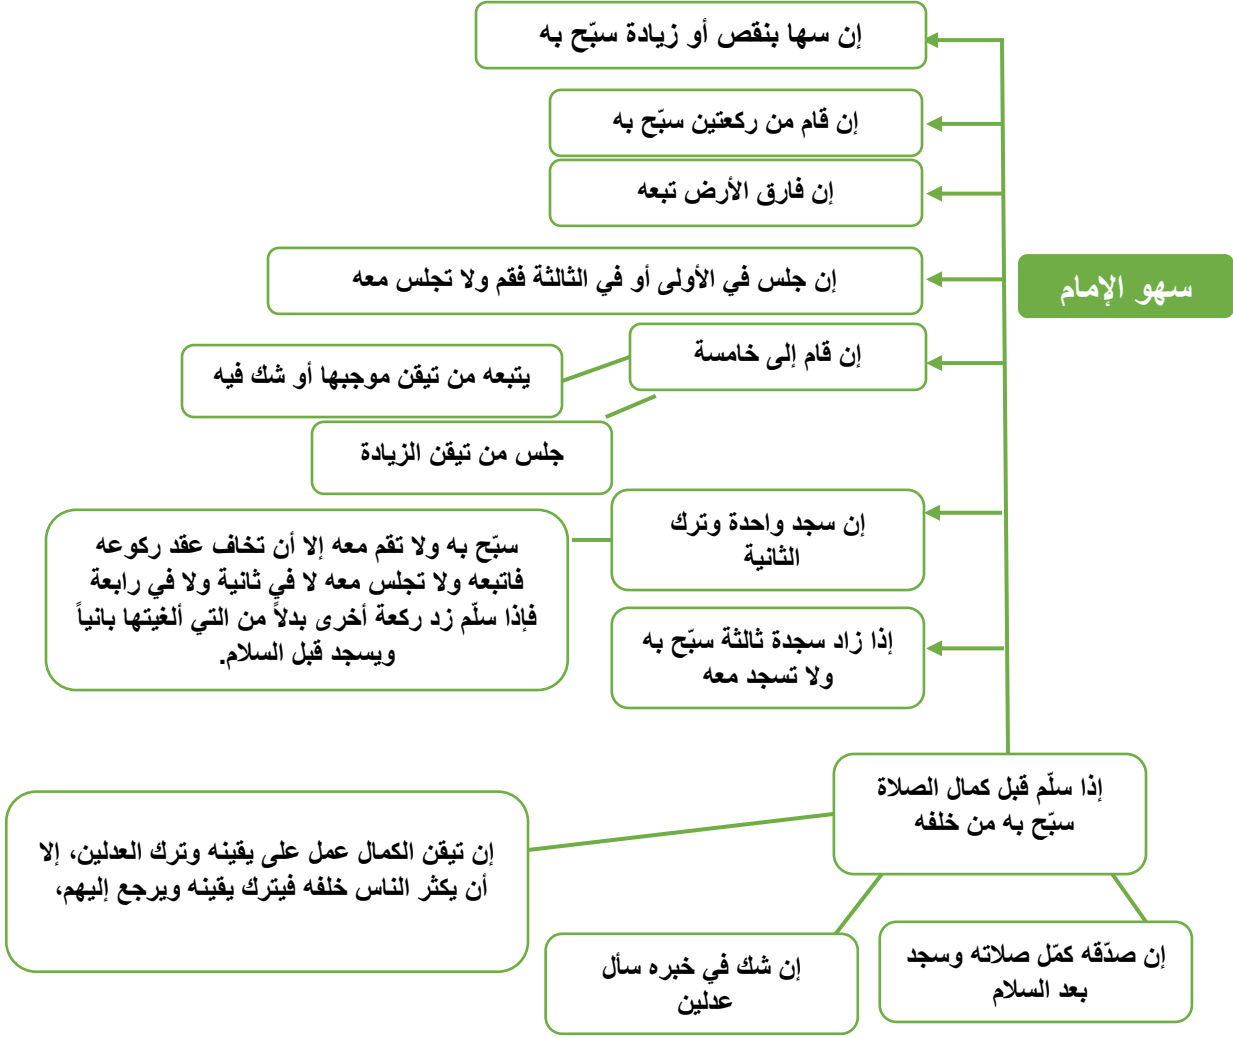 سهو الإمام
إن سها بنقص أو زيادة سبّح به
إن قام من ركعتين سبّح به
إن فارق الأرض تبعه
إن جلس في الأولى أو في الثالثة فقم ولا تجلس معه
إن قام إلى خامسة
يتبعه من تيقن موجبها أو شك فيه
جلس من تيقن الزيادة
إن سجد واحدة وترك
الثانية
سبّح به ولا تقم معه إلا أن تخاف عقد ركوعه
فاتبعه ولا تجلس معه لا في ثانية ولا في رابعة
فإذا سلّم زد ركعة أخرى بدلاً من التي ألغيتها بانياً
ويسجد قبل السلام.
إذا زاد سجدة ثالثة سبّح به
ولا تسجد معه
إذا سلّم قبل كمال الصلاة
سبّح به من خلفه
إن صدّقه كمّل صلاته وسجد
بعد السلام
إن شك في خبره سأل
عدلين
إن تيقن الكمال عمل على يقينه وترك العدلين، إلا
أن يكثر الناس خلفه فيترك يقينه ويرجع إليهم،